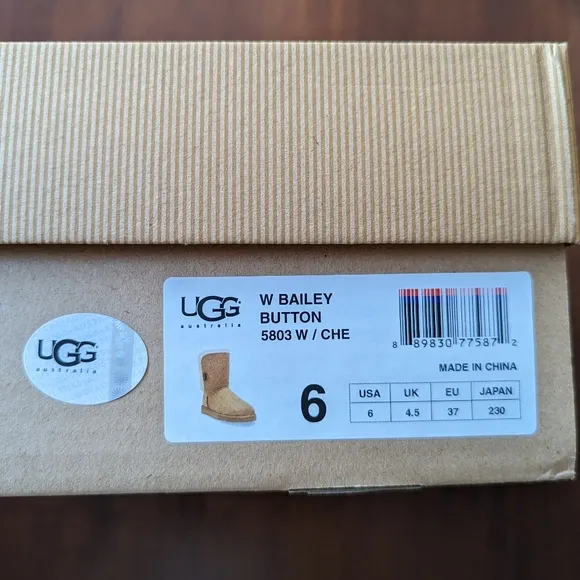 UGG
australia
UGG
australia
W BAILEY
BUTTON
5803 W / CHE
8 89830 77587 2
MADE IN CHINA
6
USA UK EU JAPAN
6 4.5 37 230